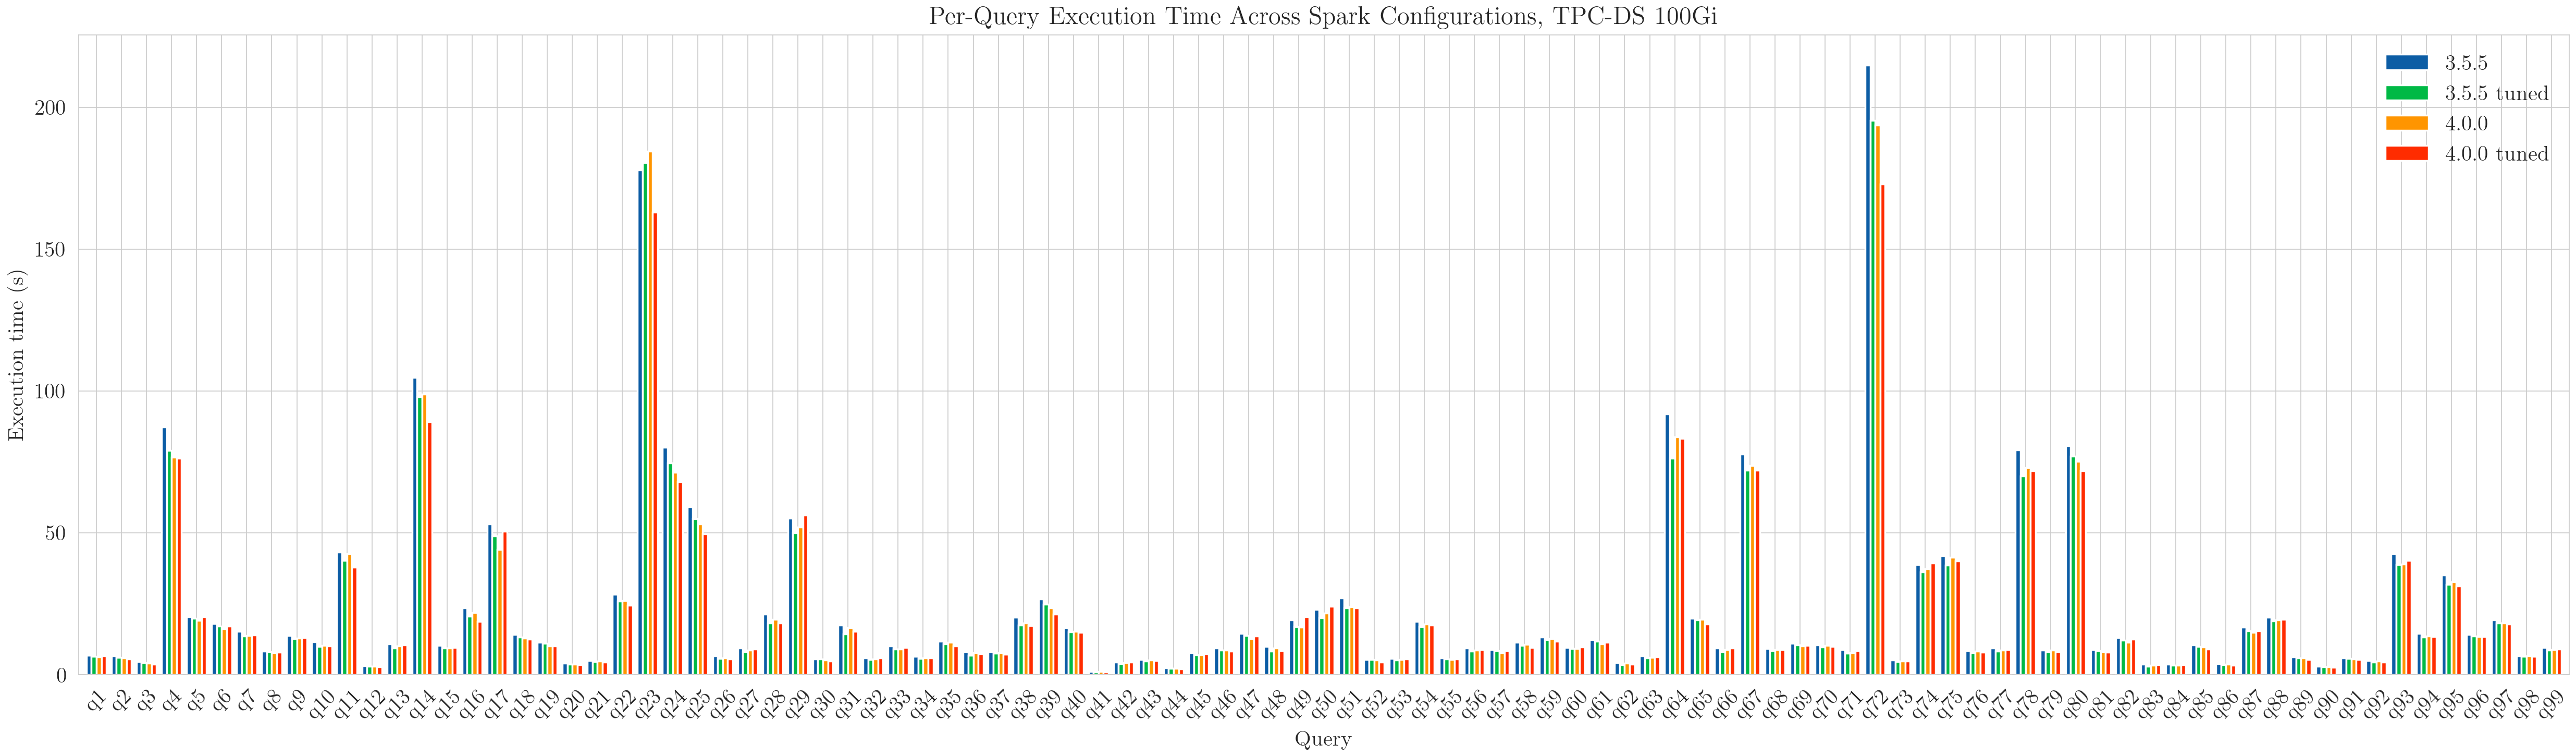 Per-Query Execution Time Across Spark Configurations, TPC-DS 100Gi
3.5.5
3.5.5 tuned
4.0.0
4.0.0 tuned
Execution time (s)
200
150
100
50
0
q1 q2 q3 q4 q5 q6 q7 q8 q9 q10 q11 q12 q13 q14 q15 q16 q17 q18 q19 q20 q21 q22 q23 q24 q25 q26 q27 q28 q29 q30 q31 q32 q33 q34 q35 q36 q37 q38 q39 q40 q41 q42 q43 q44 q45 q46 q47 q48 q49 q50 q51 q52 q53 q54 q55 q56 q57 q58 q59 q60 q61 q62 q63 q64 q65 q66 q67 q68 q69 q70 q71 q72 q73 q74 q75 q76 q77 q78 q79 q80 q81 q82 q83 q84 q85 q86 q87 q88 q89 q90 q91 q92 q93 q94 q95 q96 q97 q98 q99
Query